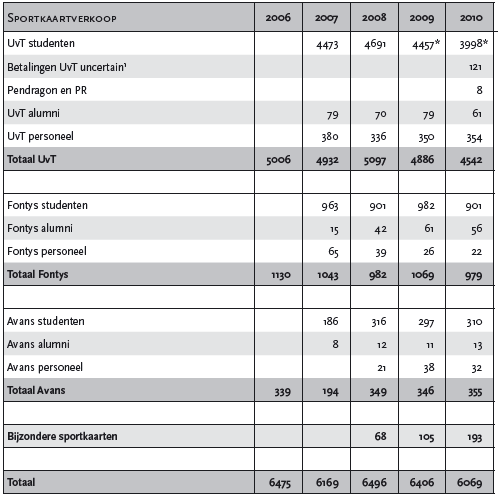 Sportkaartverkoop 2006 2007 2008 2009 2010
UvT studenten 4473 4691 4457* 3998*
Betalingen UvT uncertain¹ 121
Pendragon en PR 8
UvT alumni 79 70 79 61
UvT personeel 380 336 350 354
Totaal UvT 5006 4932 5097 4886 4542
Fontys studenten 963 901 982 901
Fontys alumni 15 42 61 56
Fontys personeel 65 39 26 22
Totaal Fontys 1130 1043 982 1069 979
Avans studenten 186 316 297 310
Avans alumni 8 12 11 13
Avans personeel 21 38 32
Totaal Avans 339 194 349 346 355
Bijzondere sportkaarten 68 105 193
Totaal 6475 6169 6496 6406 6069